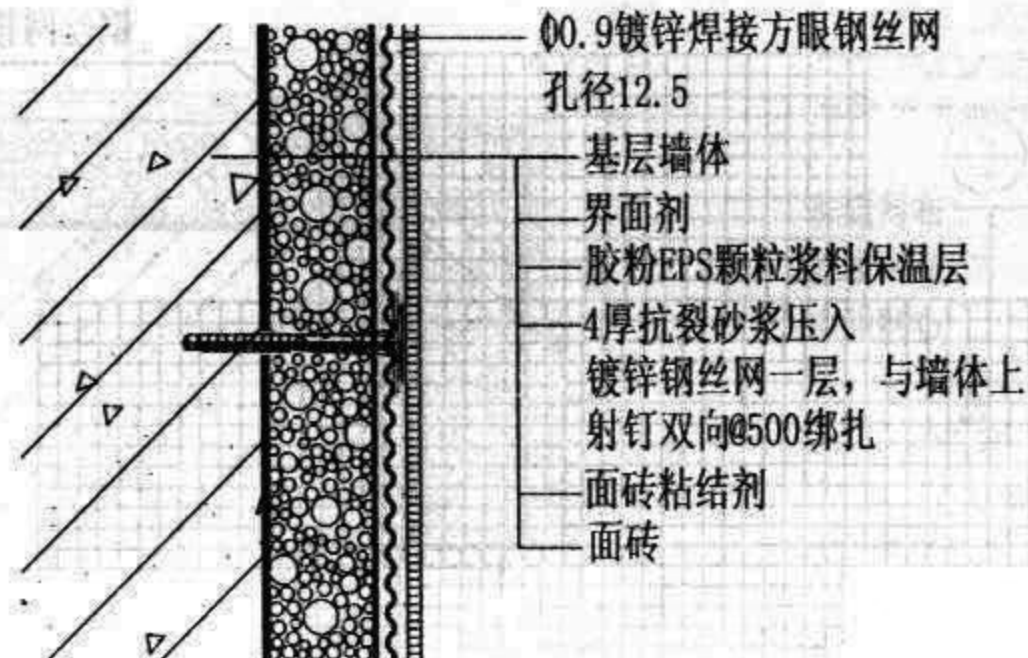 Φ0.9镀锌焊接方眼钢丝网
孔径12.5
基层墙体
界面剂
胶粉EPS颗粒浆料保温层
4厚抗裂砂浆压入
镀锌钢丝网一层，与墙体上
射钉双向@500绑扎
面砖粘结剂
面砖